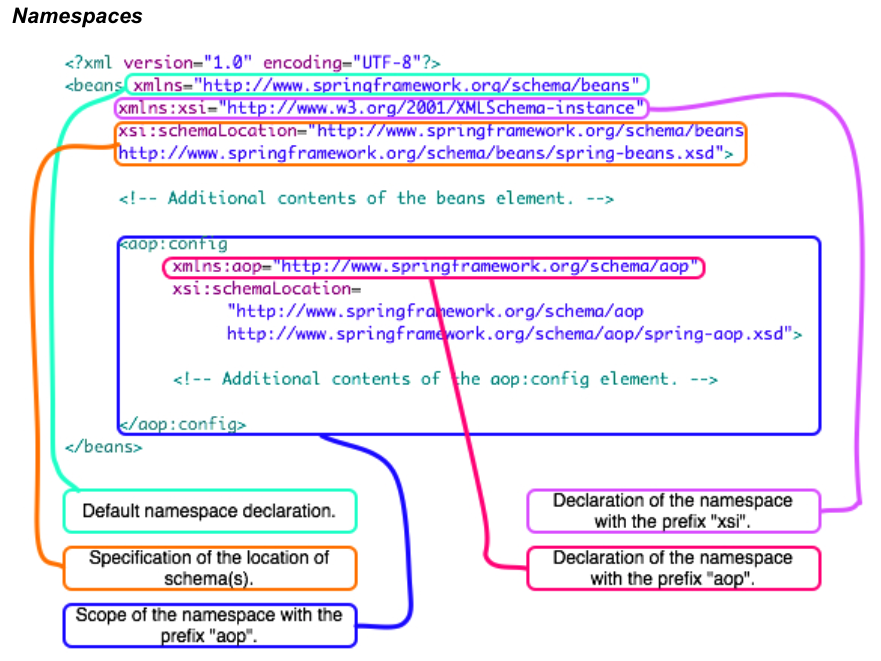 Namespaces
<?xml version="1.0" encoding="UTF-8"?>
<beans xmlns="http://www.springframework.org/schema/beans"
xmlns:xsi="http://www.w3.org/2001/XMLSchema-instance"
xsi:schemaLocation="http://www.springframework.org/schema/beans
http://www.springframework.org/schema/beans/spring-beans.xsd">
<!-- Additional contents of the beans element. -->
<aop:config
xmlns:aop="http://www.springframework.org/schema/aop"
xsi:schemaLocation=
"http://www.springframework.org/schema/aop
http://www.springframework.org/schema/aop/spring-aop.xsd">
<!-- Additional contents of the aop:config element. -->
</aop:config>
</beans>
Default namespace declaration.
Specification of the location of
schema(s).
Scope of the namespace with the
prefix "aop".
Declaration of the namespace
with the prefix "xsi".
Declaration of the namespace
with the prefix "aop".